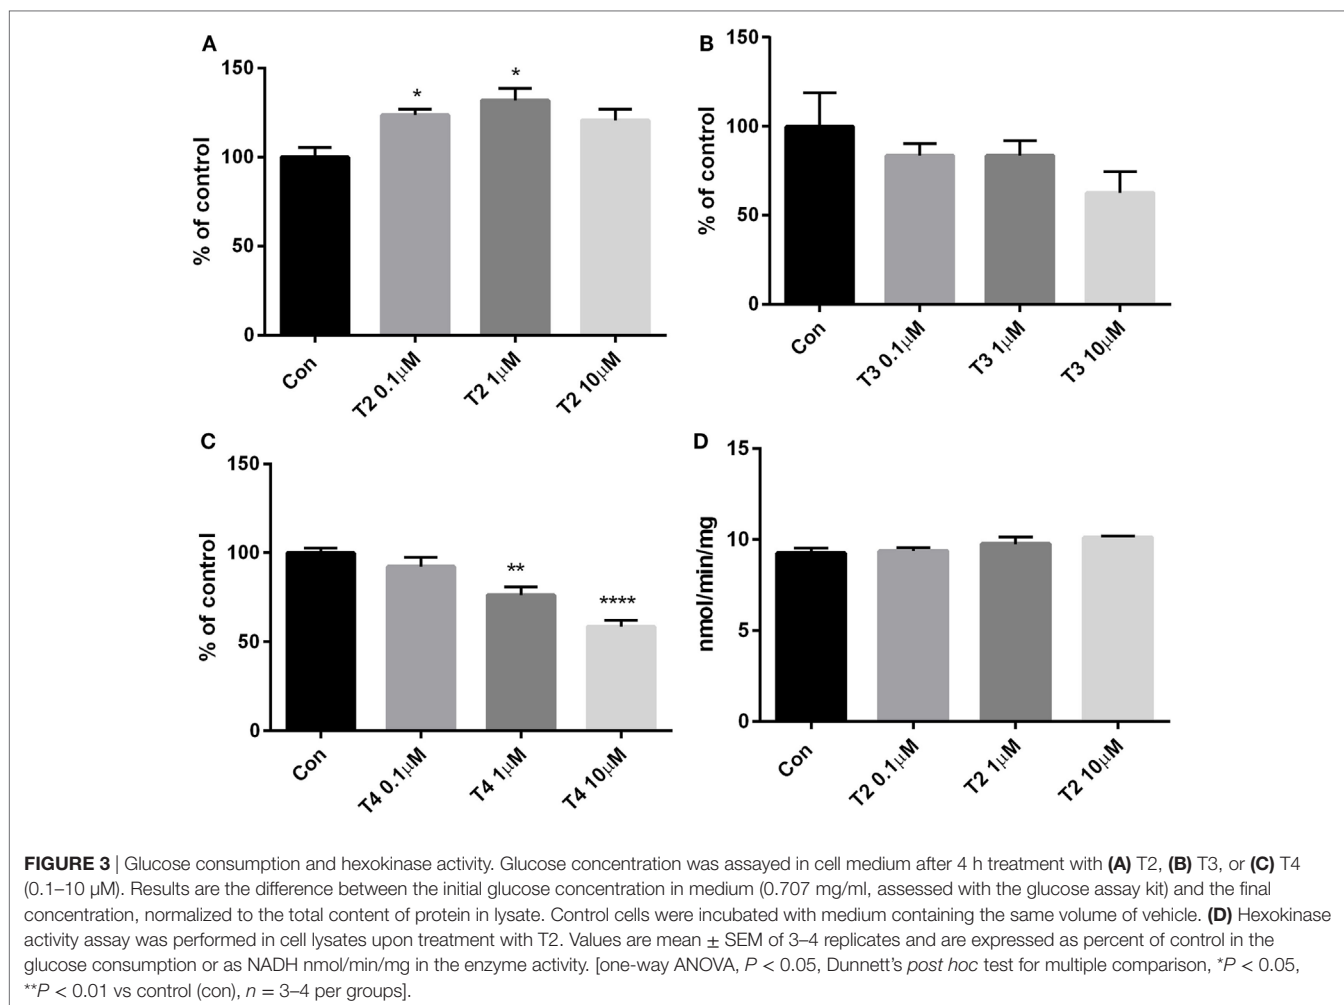 A
150
100
50
0
% of control
*
*
Con
T2 0.1μM
T2 1μM
T2 10μM
B
150
100
50
0
% of control
Con
T3 0.1μM
T3 1μM
T3 10μM
C
150
100
50
0
% of control
**
****
Con
T4 0.1μM
T4 1μM
T4 10μM
D
15
10
5
0
nmol/min/mg
Con
T2 0.1μM
T2 1μM
T2 10μM
FIGURE 3 | Glucose consumption and hexokinase activity. Glucose concentration was assayed in cell medium after 4 h treatment with (A) T2, (B) T3, or (C) T4
(0.1–10 μM). Results are the difference between the initial glucose concentration in medium (0.707 mg/ml, assessed with the glucose assay kit) and the final
concentration, normalized to the total content of protein in lysate. Control cells were incubated with medium containing the same volume of vehicle. (D) Hexokinase
activity assay was performed in cell lysates upon treatment with T2. Values are mean ± SEM of 3–4 replicates and are expressed as percent of control in the
glucose consumption or as NADH nmol/min/mg in the enzyme activity. [one-way ANOVA, P < 0.05, Dunnett's post hoc test for multiple comparison, *P < 0.05,
**P < 0.01 vs control (con), n = 3–4 per groups].